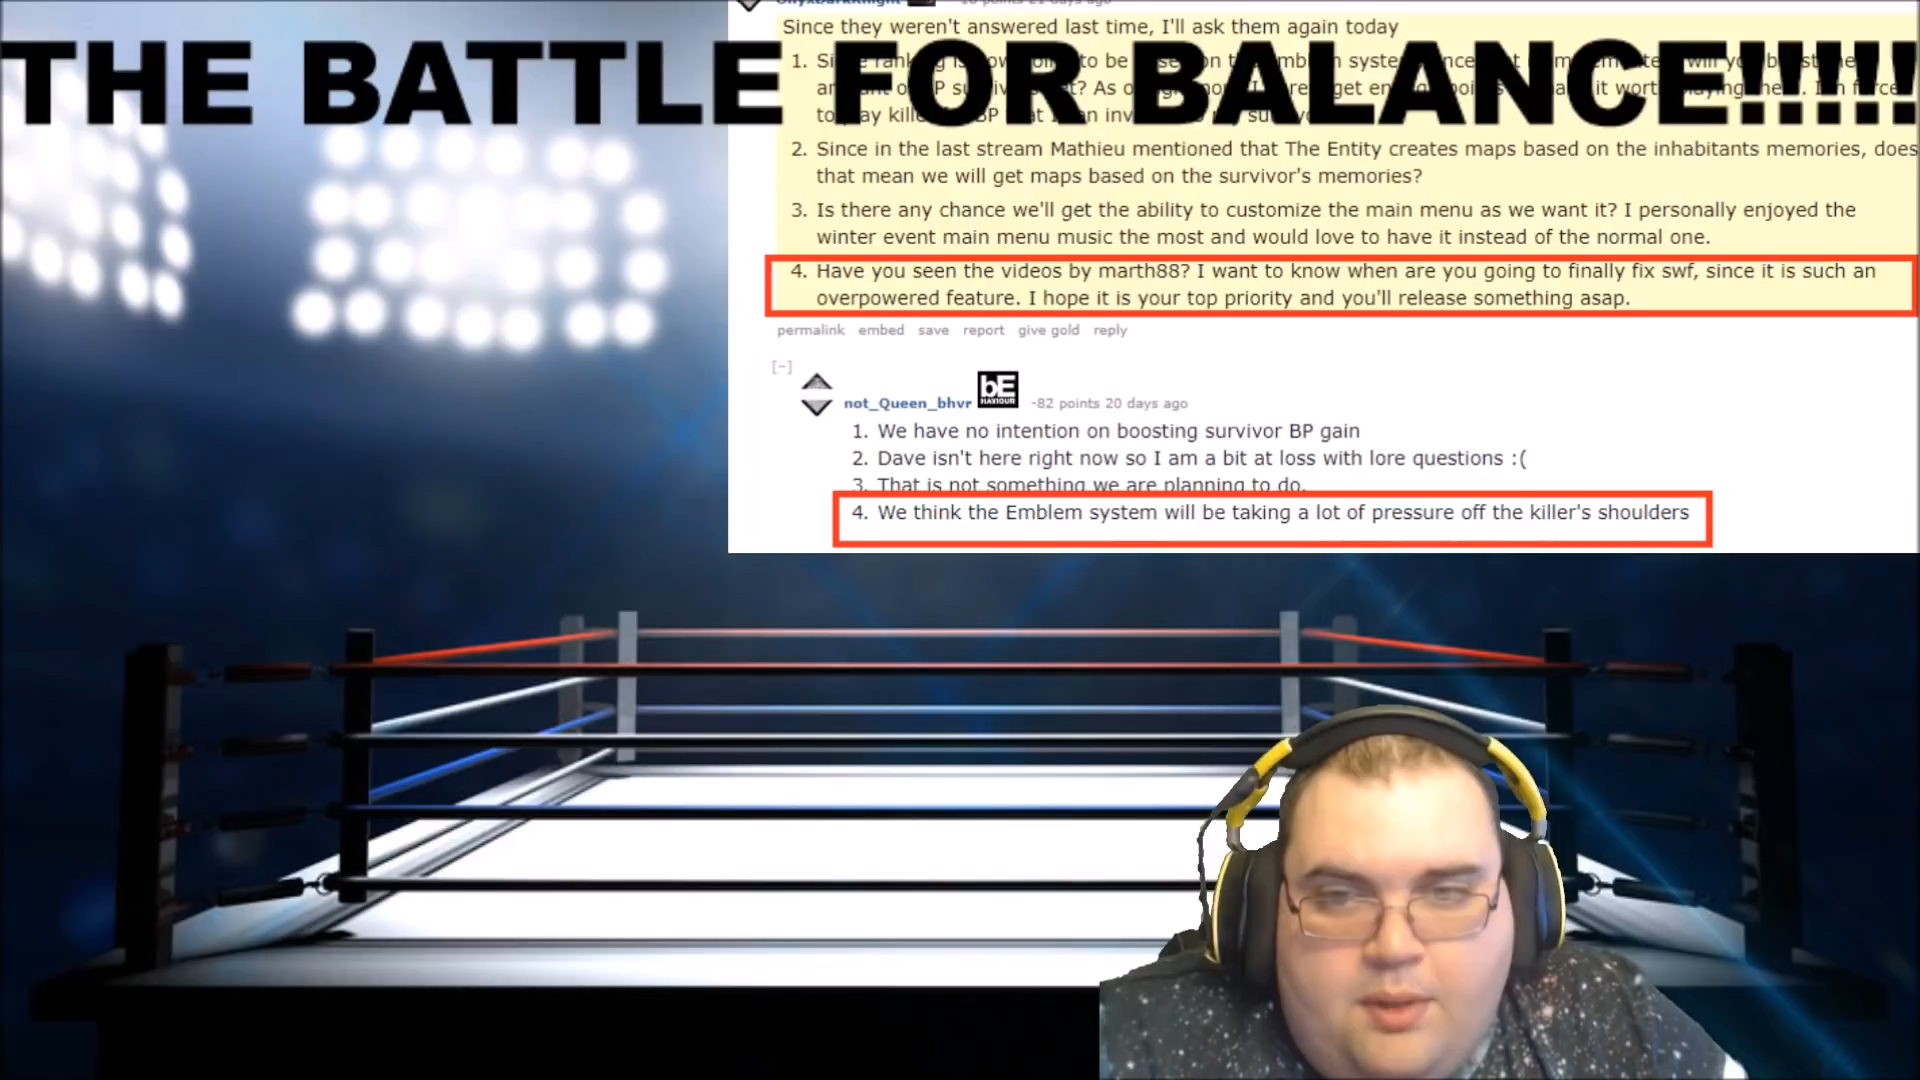 Since they weren't answered last time, I'll ask them again today
THE BATTLE FOR BALANCE!!!!!
1.
2. Since in the last stream Mathieu mentioned that The Entity creates maps based on the inhabitants memories, does
that mean we will get maps based on the survivor's memories?
3. Is there any chance we'll get the ability to customize the main menu as we want it? I personally enjoyed the
winter event main menu music the most and would love to have it instead of the normal one.
4. Have you seen the videos by marth88? I want to know when are you going to finally fix swf, since it is such an
overpowered feature. I hope it is your top priority and you'll release something asap.
permalink embed save report give gold reply
[-]
not_Queen_bhvr bE HAVIOUR -82 points 20 days ago
1. We have no intention on boosting survivor BP gain
2. Dave isn't here right now so I am a bit at loss with lore questions :(
3. That is not something we are planning to do.
4. We think the Emblem system will be taking a lot of pressure off the killer's shoulders